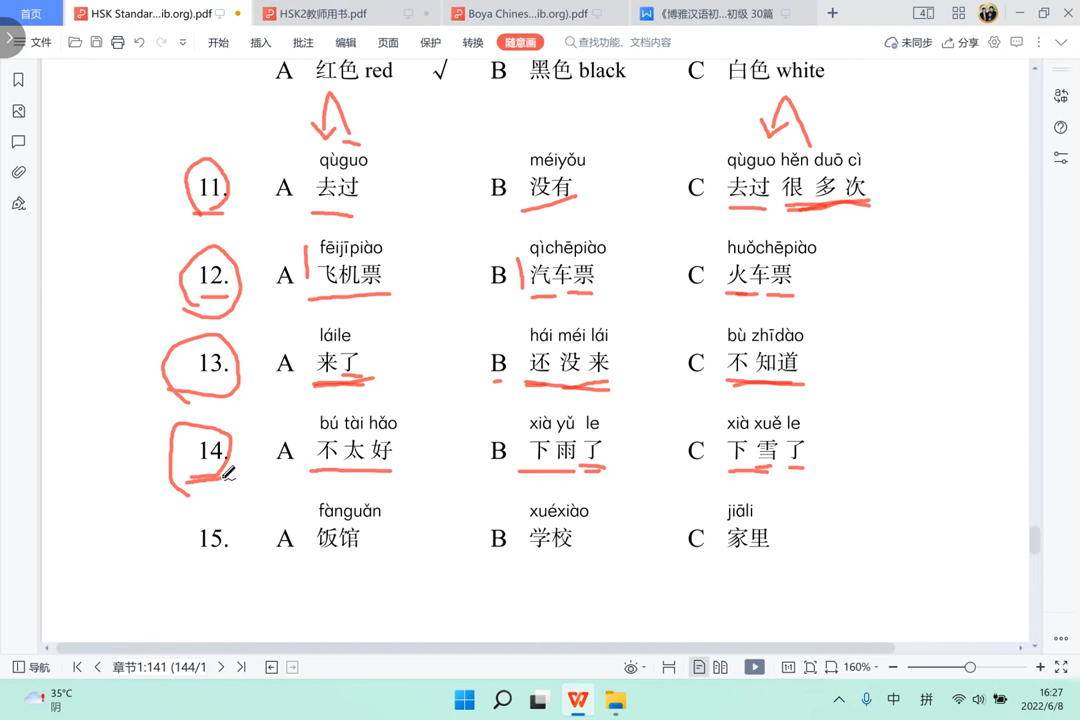 首页 HSK Standar...ib.org).pdf HSK2教师用书.pdf Boya Chines...ib.org).pdf 《博雅汉语初...初级 30篇
文件 开始 插入 批注 编辑 页面 保护 转换 随意画 查找功能、文档内容 未同步 分享
A 红色 red √ B 黑色 black C 白色 white
qùguo méiyǒu qùguo hěn duō cì
11. A 去过 B 没有 C 去过 很 多 次
fēijīpiào qìchēpiào huǒchēpiào
12. A 飞机票 B 汽车票 C 火车票
láile hái méi lái bù zhīdào
13. A 来了 B 还 没 来 C 不 知道
bú tài hǎo xià yǔ le xià xuě le
14. A 不 太 好 B 下 雨 了 C 下 雪 了
fànguǎn xuéxiào jiāli
15. A 饭馆 B 学校 C 家里
导航 章节1:141 (144/1 160%
35°C 中 拼 16:27
阴 2022/6/8